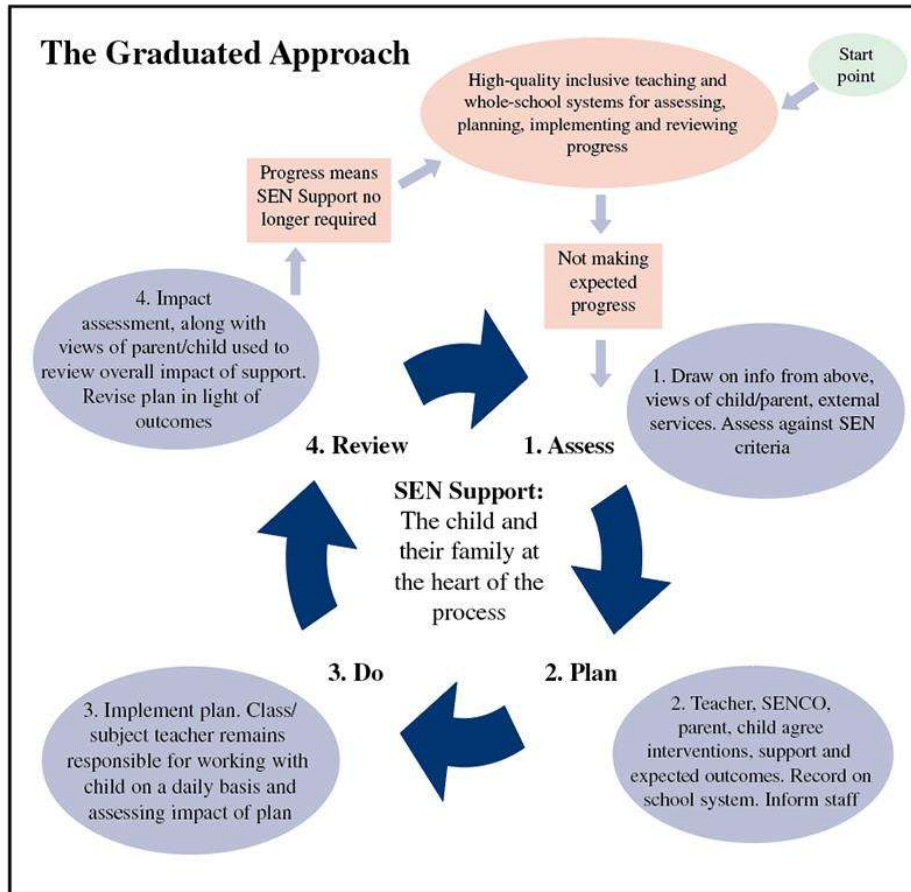 The Graduated Approach
Start
point
High-quality inclusive teaching and
whole-school systems for assessing,
planning, implementing and reviewing
progress
Progress means
SEN Support no
longer required
Not making
expected
progress
4. Impact
assessment, along with
views of parent/child used to
review overall impact of support.
Revise plan in light of
outcomes
1. Draw on info from above,
views of child/parent, external
services. Assess against SEN
criteria
4. Review
1. Assess
SEN Support:
The child and
their family at
the heart of the
process
3. Do
2. Plan
3. Implement plan. Class/
subject teacher remains
responsible for working with
child on a daily basis and
assessing impact of plan
2. Teacher, SENCO,
parent, child agree
interventions, support and
expected outcomes. Record on
school system. Inform staff